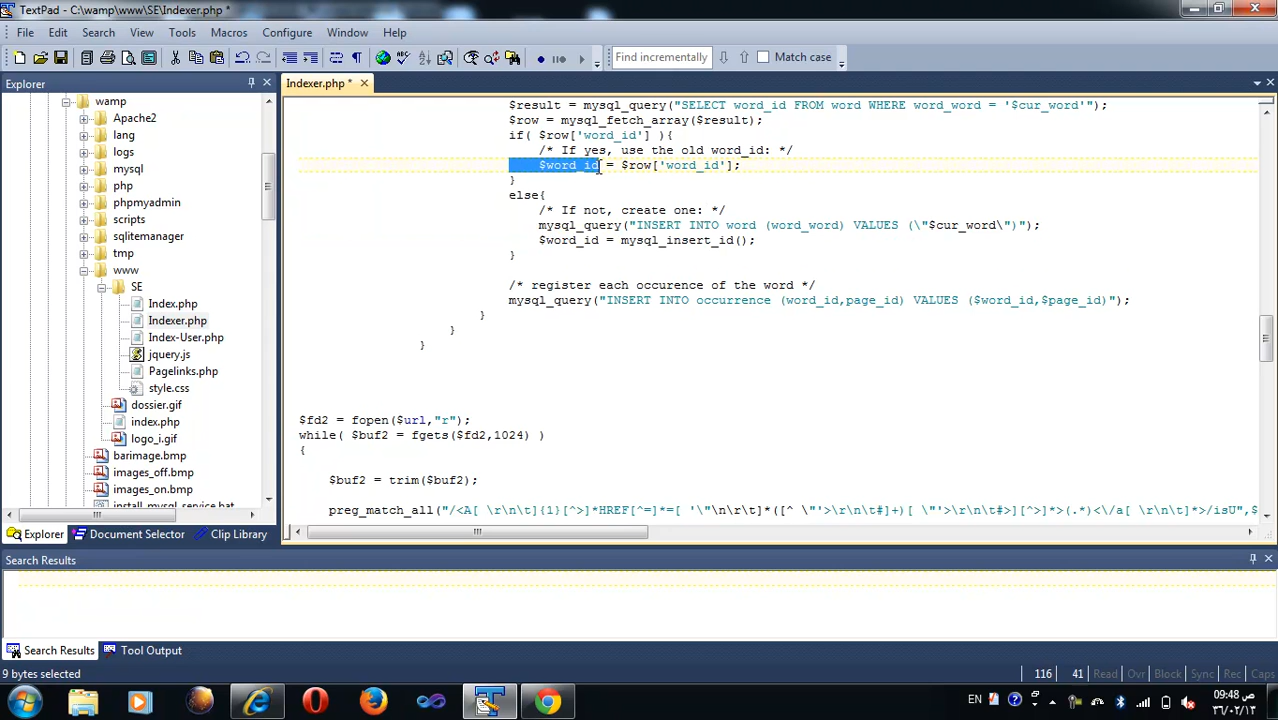 TextPad - C:\wamp\www\SE\Indexer.php *
File Edit Search View Tools Macros Configure Window Help
Find incrementally Match case
Explorer
Indexer.php *
wamp
Apache2
lang
logs
mysql
php
phpmyadmin
scripts
sqlitemanager
tmp
www
SE
Index.php
Indexer.php
Index-User.php
jquery.js
Pagelinks.php
style.css
dossier.gif
index.php
logo_i.gif
barimage.bmp
images_off.bmp
images_on.bmp
install_mysql_service.bat
$result = mysql_query("SELECT word_id FROM word WHERE word_word = '$cur_word'");
$row = mysql_fetch_array($result);
if( $row['word_id'] ){
/* If yes, use the old word_id: */
$word_id = $row['word_id'];
}
else{
/* If not, create one: */
mysql_query("INSERT INTO word (word_word) VALUES (\"$cur_word\")");
$word_id = mysql_insert_id();
}
/* register each occurence of the word */
mysql_query("INSERT INTO occurrence (word_id,page_id) VALUES ($word_id,$page_id)");
}
}
}
$fd2 = fopen($url,"r");
while( $buf2 = fgets($fd2,1024) )
{
$buf2 = trim($buf2);
preg_match_all("/<A[ \r\n\t]{1}[^>]*HREF[^=]*=[ '\"\n\r\t]*([^ \"'>\r\n\t#]+)[ \"'>\r\n\t#>][^>]*>(.*)<\/a[ \r\n\t]*>/isU",$
Explorer Document Selector Clip Library
Search Results
Search Results Tool Output
9 bytes selected 116 41 Read Ovr Block Sync Rec Caps
EN 09:48 ص
٣٦/٠٢/١٣